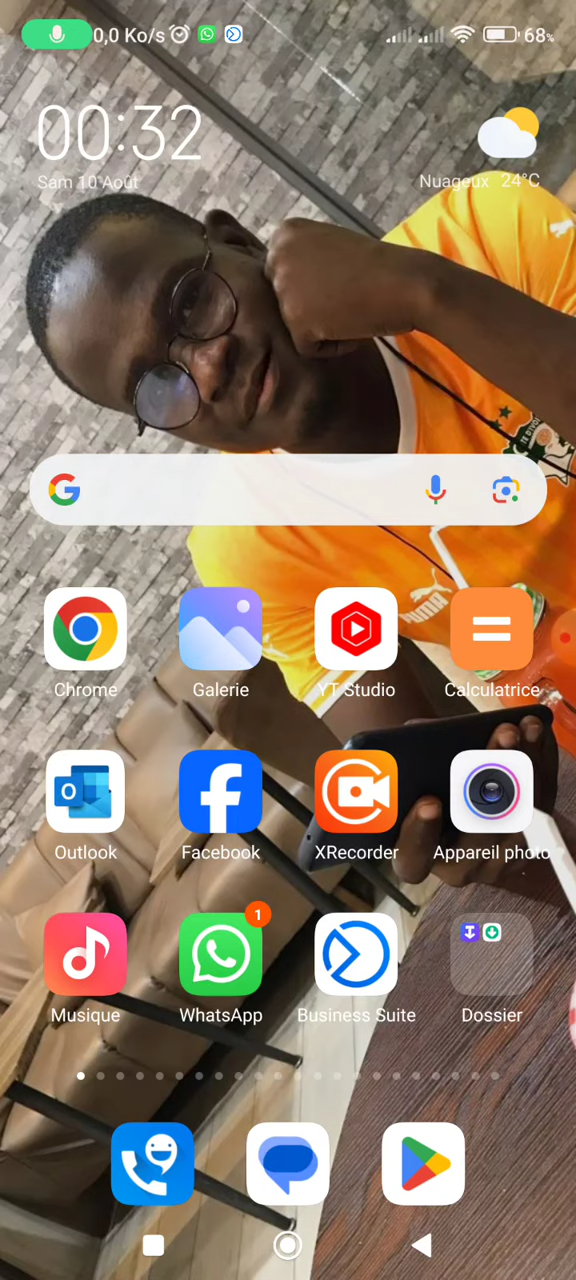 0,0 Ko/s 68%
00:32
Sam 10 Août
Nuageux 24°C
PUMA
Chrome Galerie YT Studio Calculatrice
Outlook Facebook XRecorder Appareil photo
1
Musique WhatsApp Business Suite Dossier